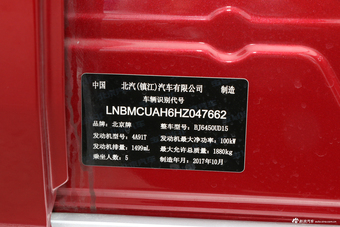 中国 北汽(镇江)汽车有限公司 制造
车辆识别代号
LNBMCUAH6HZ047662
品牌：北京牌 整车型号：BJ6450UD15
发动机型号：4A91T 发动机最大净功率：100kW
发动机排量：1499mL 最大允许总质量：1880kg
乘坐人数：5 制造年月：2017年10月